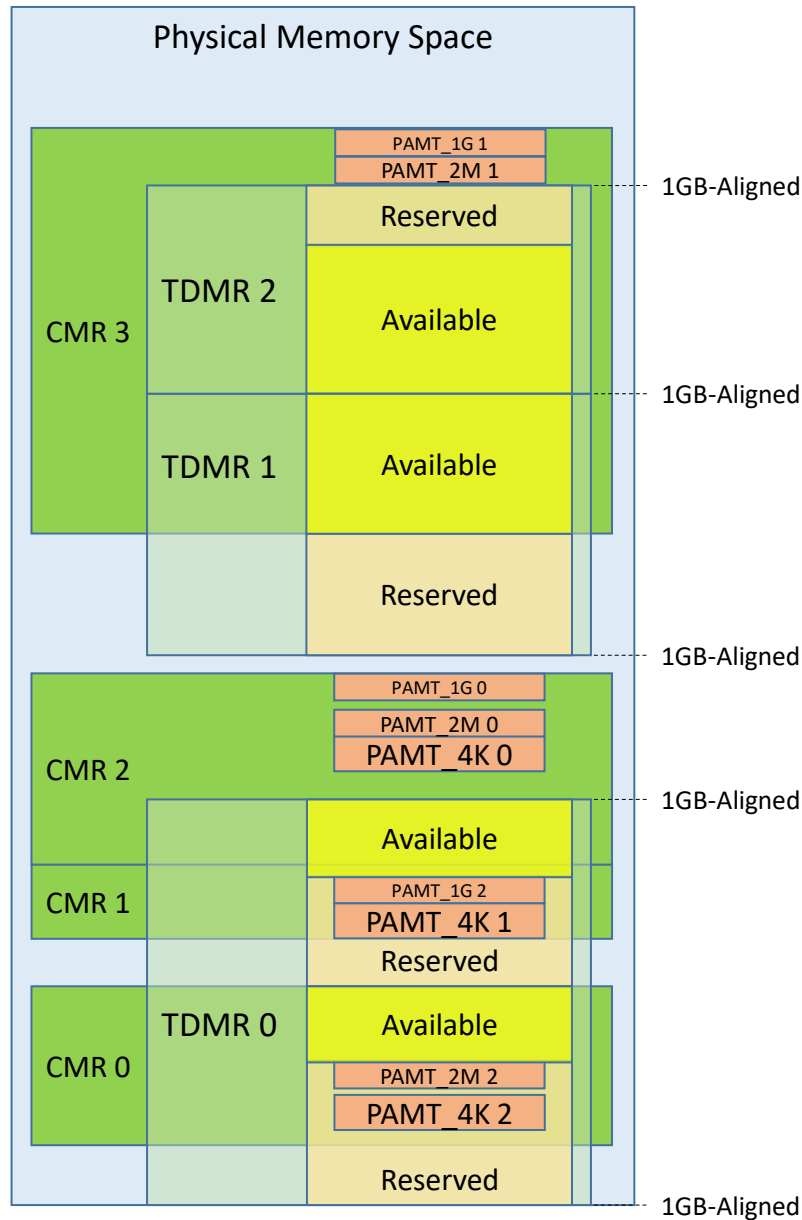 Physical Memory Space
PAMT_1G 1
PAMT_2M 1
1GB-Aligned
Reserved
TDMR 2
Available
CMR 3
1GB-Aligned
TDMR 1
Available
Reserved
1GB-Aligned
PAMT_1G 0
PAMT_2M 0
PAMT_4K 0
CMR 2
1GB-Aligned
Available
PAMT_1G 2
CMR 1
PAMT_4K 1
Reserved
TDMR 0
Available
CMR 0
PAMT_2M 2
PAMT_4K 2
Reserved
1GB-Aligned